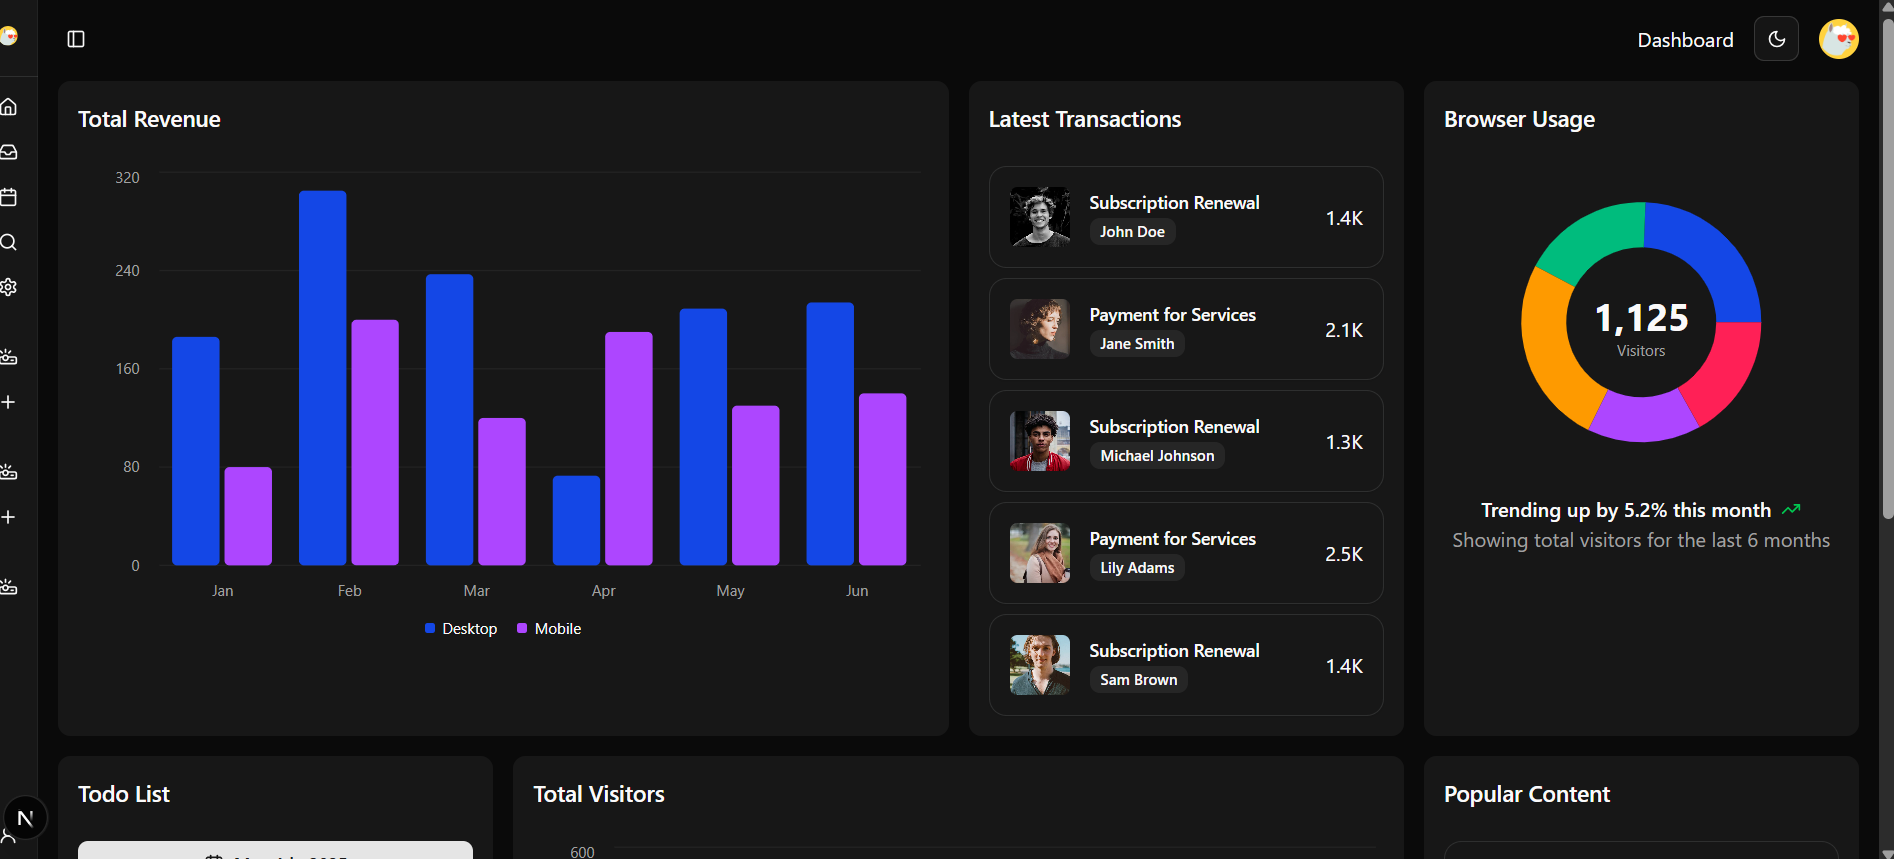 Dashboard
Total Revenue
320
240
160
80
0
Jan
Feb
Mar
Apr
May
Jun
Desktop
Mobile
Latest Transactions
Subscription Renewal
John Doe
1.4K
Payment for Services
Jane Smith
2.1K
Subscription Renewal
Michael Johnson
1.3K
Payment for Services
Lily Adams
2.5K
Subscription Renewal
Sam Brown
1.4K
Browser Usage
1,125
Visitors
Trending up by 5.2% this month
Showing total visitors for the last 6 months
Todo List
Total Visitors
600
Popular Content
N